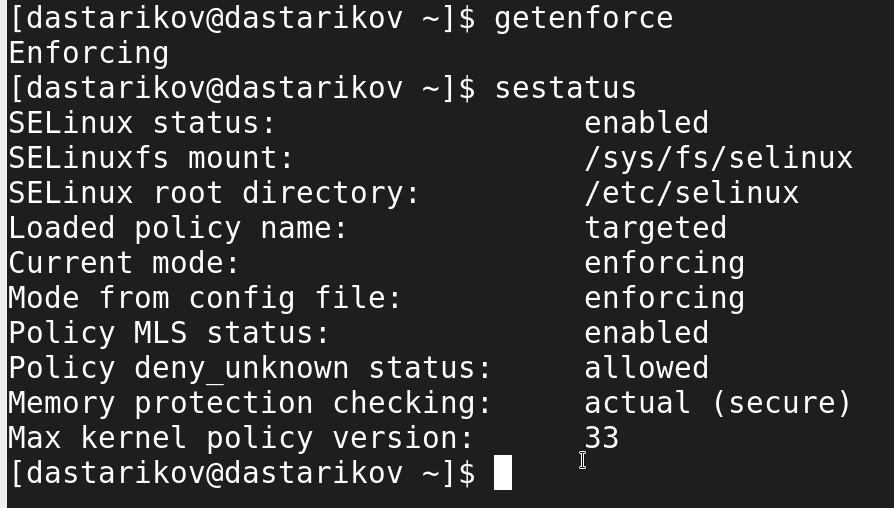 [dastarikov@dastarikov ~]$ getenforce
Enforcing
[dastarikov@dastarikov ~]$ sestatus
SELinux status:                 enabled
SELinuxfs mount:                /sys/fs/selinux
SELinux root directory:         /etc/selinux
Loaded policy name:             targeted
Current mode:                   enforcing
Mode from config file:          enforcing
Policy MLS status:              enabled
Policy deny_unknown status:     allowed
Memory protection checking:     actual (secure)
Max kernel policy version:      33
[dastarikov@dastarikov ~]$